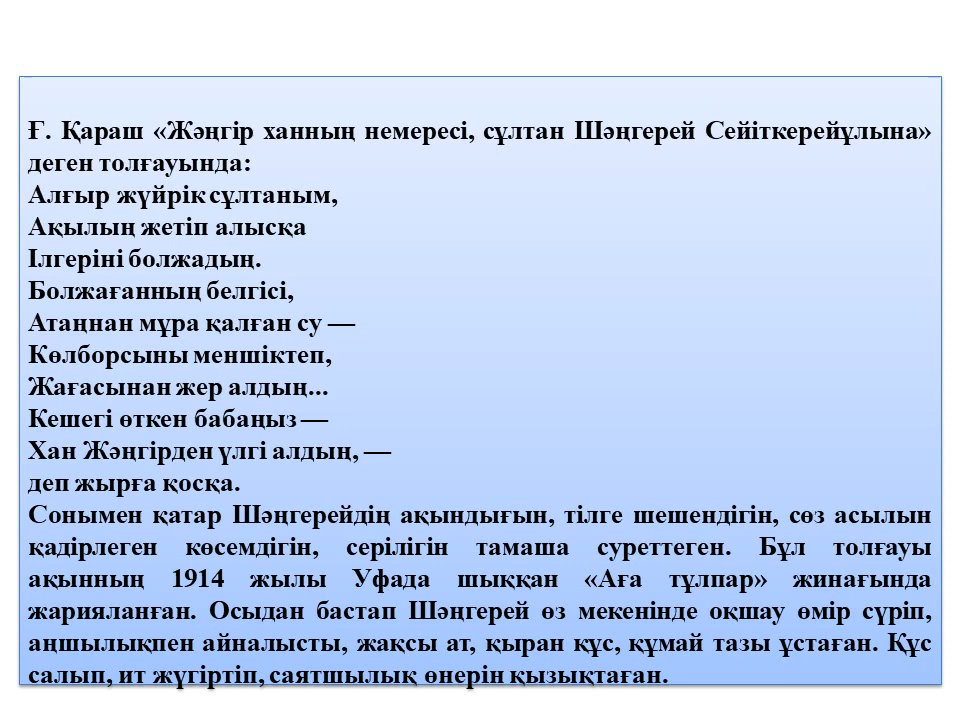 Ғ. Қараш «Жәңгір ханның немересі, сұлтан Шәңгерей Сейіткерейұлына»
деген толғауында:
Алғыр жүйрік сұлтаным,
Ақылың жетіп алысқа
Ілгеріні болжадың.
Болжағанның белгісі,
Атаңнан мұра қалған су —
Көлборсыны меншіктеп,
Жағасынан жер алдың...
Кешегі өткен бабаңыз —
Хан Жәңгірден үлгі алдың, —
деп жырға қосқа.
Сонымен қатар Шәңгерейдің ақындығын, тілге шешендігін, сөз асылын
қадірлеген көсемдігін, серілігін тамаша суреттеген. Бұл толғауы
ақынның 1914 жылы Уфада шыққан «Аға тұлпар» жинағында
жарияланған. Осыдан бастап Шәңгерей өз мекенінде оқшау өмір сүріп,
аңшылықпен айналысты, жақсы ат, қыран құс, құмай тазы ұстаған. Құс
салып, ит жүгіртіп, саятшылық өнерін қызықтаған.